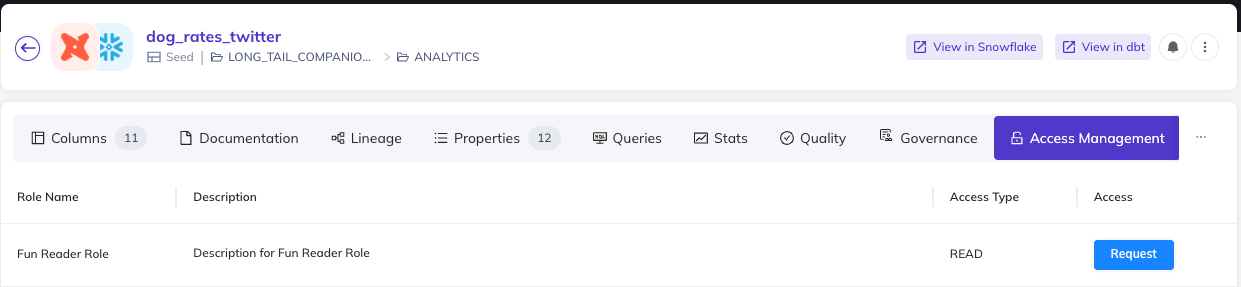 dog_rates_twitter
Seed | LONG_TAIL_COMPANIO... > ANALYTICS
View in Snowflake
View in dbt
Columns 11 Documentation Lineage Properties 12 Queries Stats Quality Governance Access Management ...
Role Name Description Access Type Access
Fun Reader Role Description for Fun Reader Role READ Request